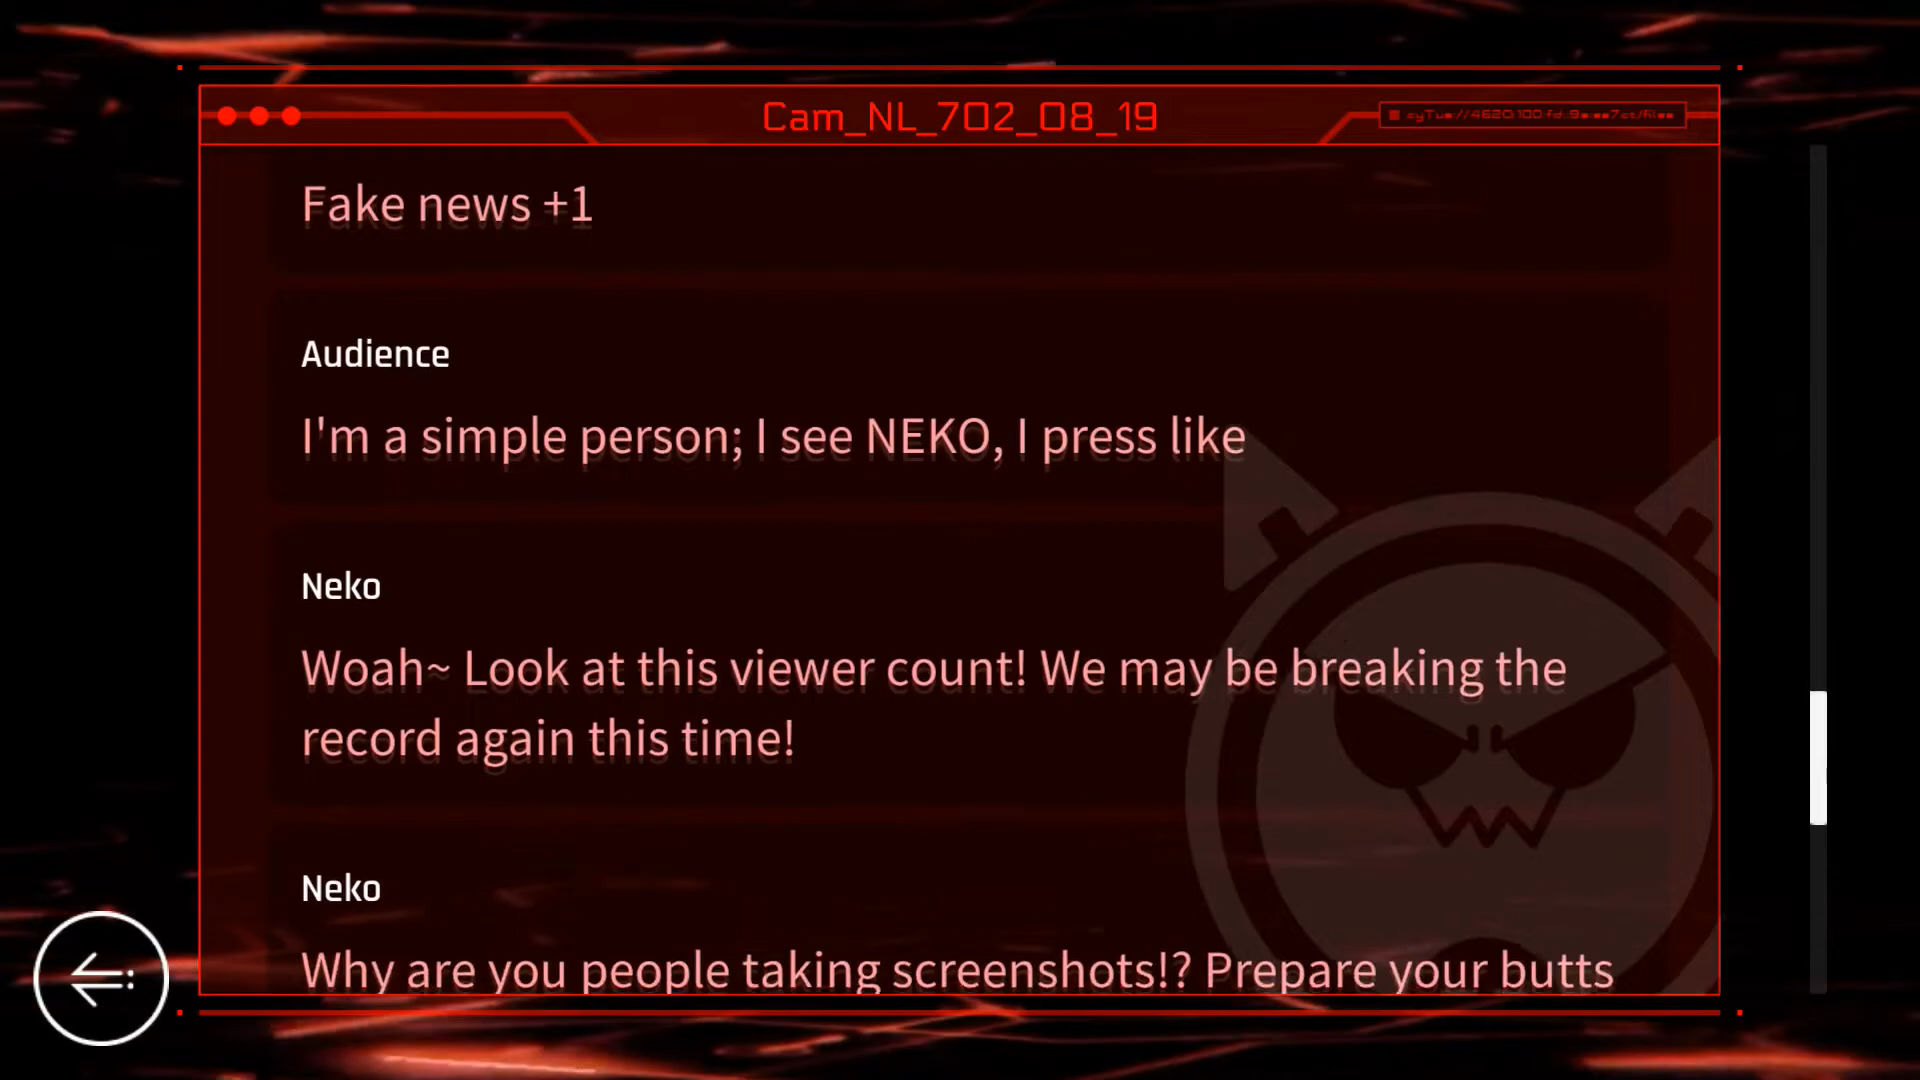 Cam_NL_702_08_19
Fake news +1
Audience
I'm a simple person; I see NEKO, I press like
Neko
Woah~ Look at this viewer count! We may be breaking the
record again this time!
Neko
Why are you people taking screenshots!? Prepare your butts